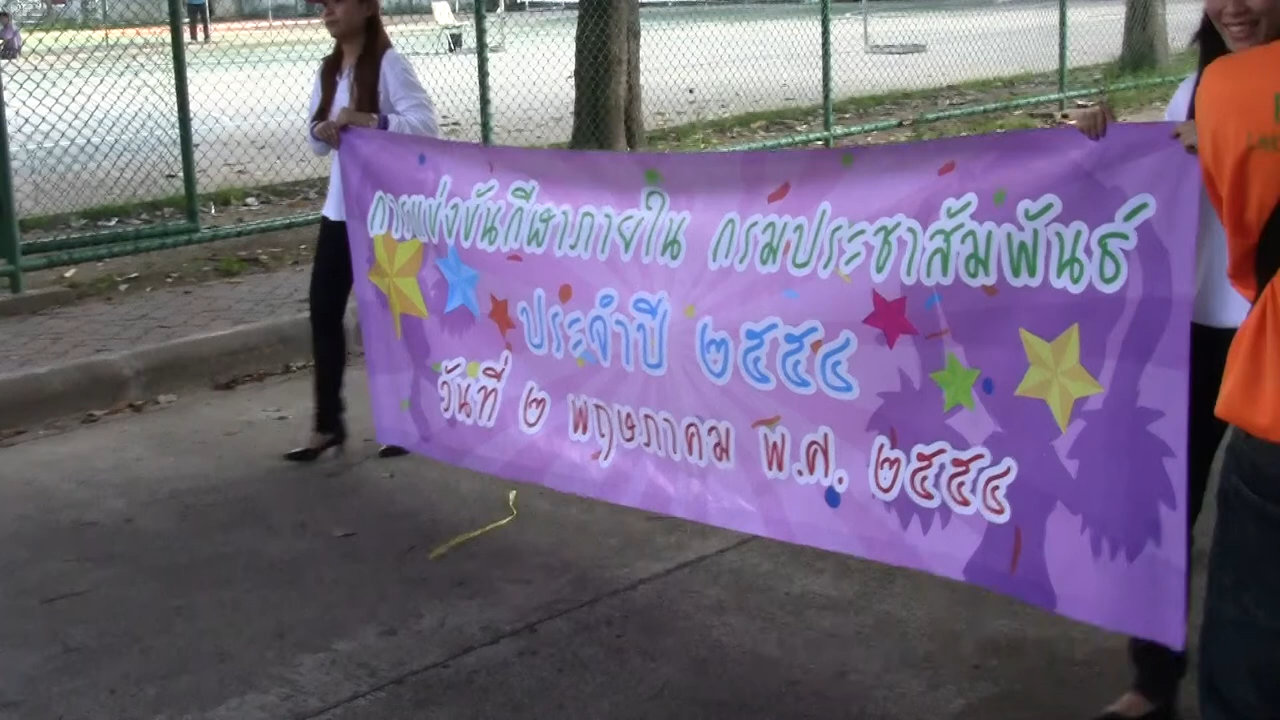 การแข่งขันกีฬาภายใน กรมประชาสัมพันธ์
ประจำปี ๒๕๕๔
วันที่ ๒ พฤษภาคม พ.ศ. ๒๕๕๔